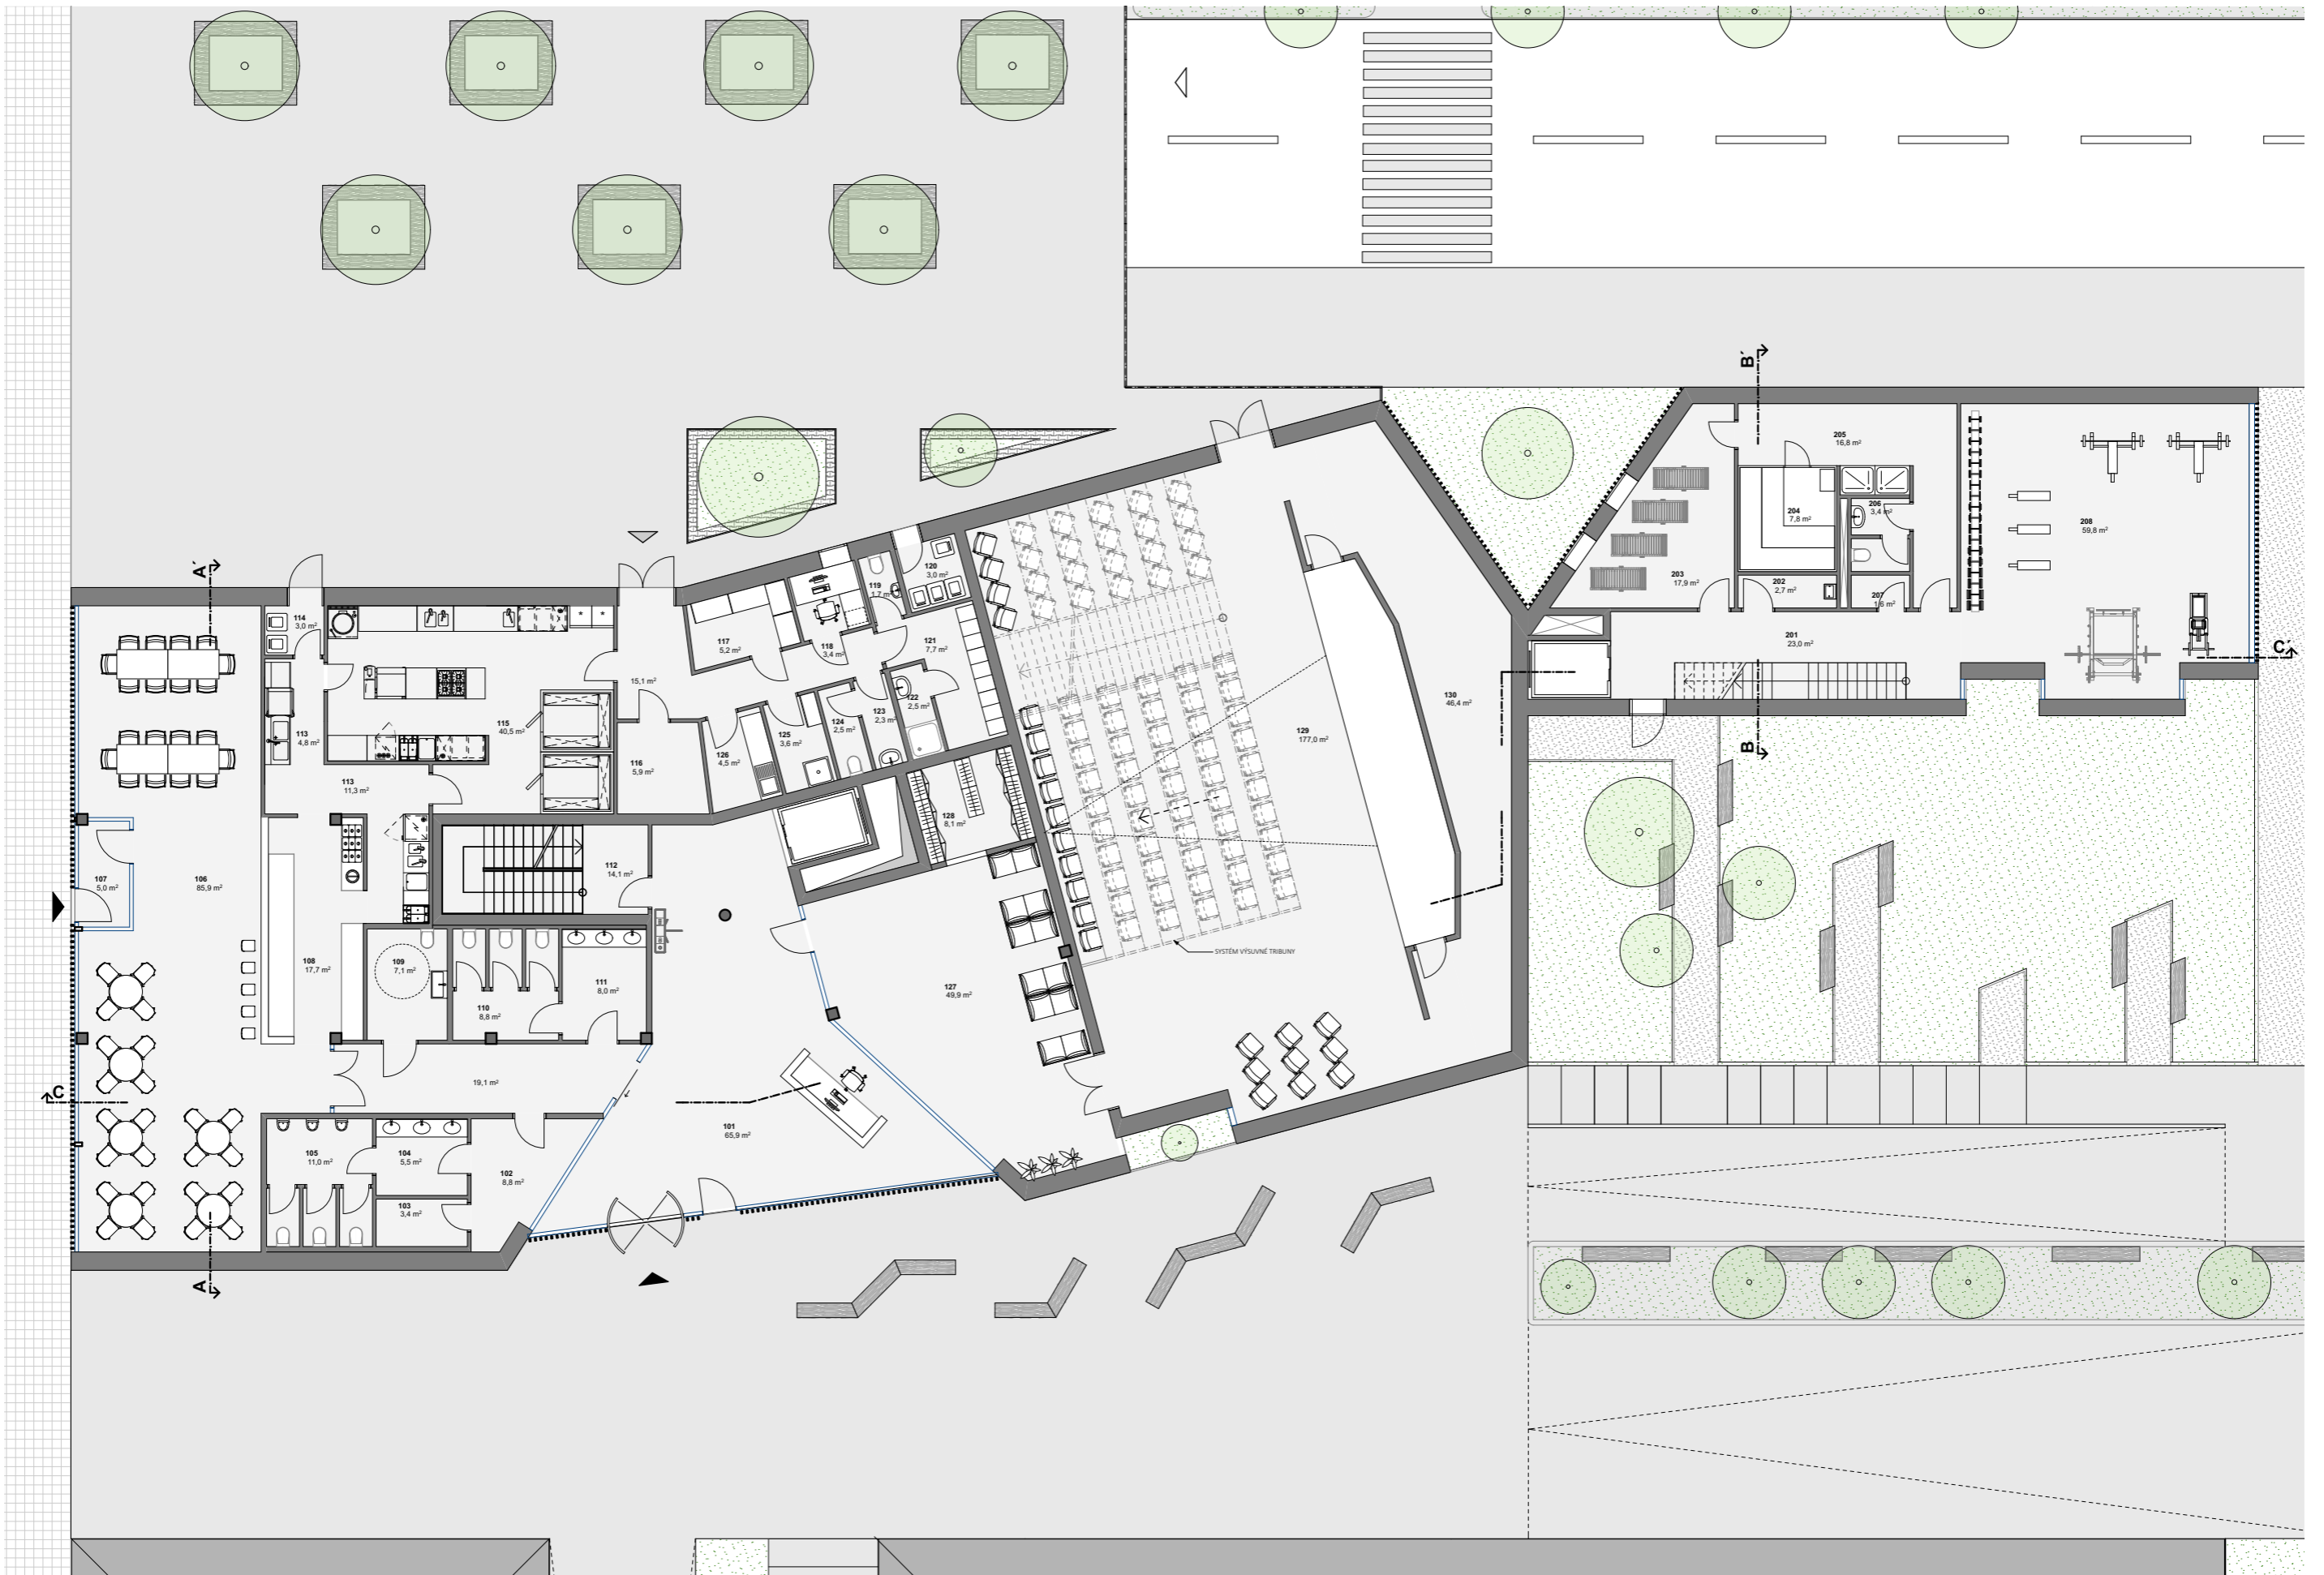 B´
205
16,8 m²
206
3,4 m²
204
7,8 m²
208
59,8 m²
203
17,9 m²
202
2,7 m²
207
1,6 m²
201
23,0 m²
C´
B
A´
114
3,0 m²
120
3,0 m²
119
1,7 m²
117
5,2 m²
118
3,4 m²
121
7,7 m²
15,1 m²
122
2,5 m²
123
2,3 m²
124
2,5 m²
125
3,6 m²
126
4,5 m²
115
40,5 m²
113
4,8 m²
116
5,9 m²
113
11,3 m²
129
177,0 m²
130
46,4 m²
128
8,1 m²
112
14,1 m²
107
5,0 m²
106
85,9 m²
SYSTÉM VÝSUVNÉ TRIBUNY
108
17,7 m²
109
7,1 m²
111
8,0 m²
110
8,8 m²
127
49,9 m²
19,1 m²
C
101
65,9 m²
105
11,0 m²
104
5,5 m²
102
8,8 m²
103
3,4 m²
A